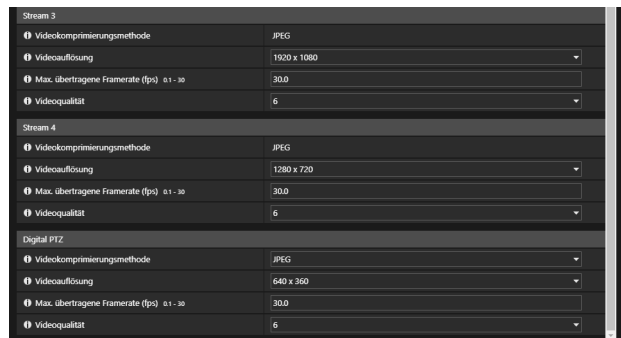 Stream 3
Videokomprimierungsmethode JPEG
Videoauflösung 1920 x 1080
Max. übertragene Framerate (fps) 0.1 - 30 30.0
Videoqualität 6
Stream 4
Videokomprimierungsmethode JPEG
Videoauflösung 1280 x 720
Max. übertragene Framerate (fps) 0.1 - 30 30.0
Videoqualität 6
Digital PTZ
Videokomprimierungsmethode JPEG
Videoauflösung 640 x 360
Max. übertragene Framerate (fps) 0.1 - 30 30.0
Videoqualität 6